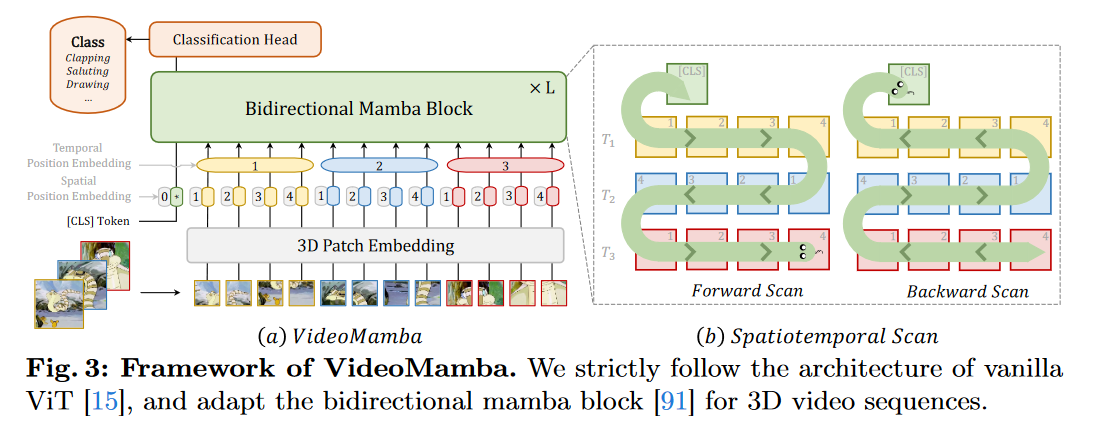 Class
Clapping
Saluting
Drawing
...
Classification Head
× L
Bidirectional Mamba Block
Temporal
Position Embedding
1
2
3
Spatial
Position Embedding
0 * 1 2 3 4 1 2 3 4 1 2 3 4
[CLS] Token
3D Patch Embedding
(a) VideoMamba
[CLS]
T1
1 2 3 4
T2
4 3 2 1
T3
1 2 3 4
Forward Scan
[CLS]
1 2 3 4
4 3 2 1
1 2 3 4
Backward Scan
(b) Spatiotemporal Scan
Fig. 3: Framework of VideoMamba. We strictly follow the architecture of vanilla
ViT [15], and adapt the bidirectional mamba block [91] for 3D video sequences.